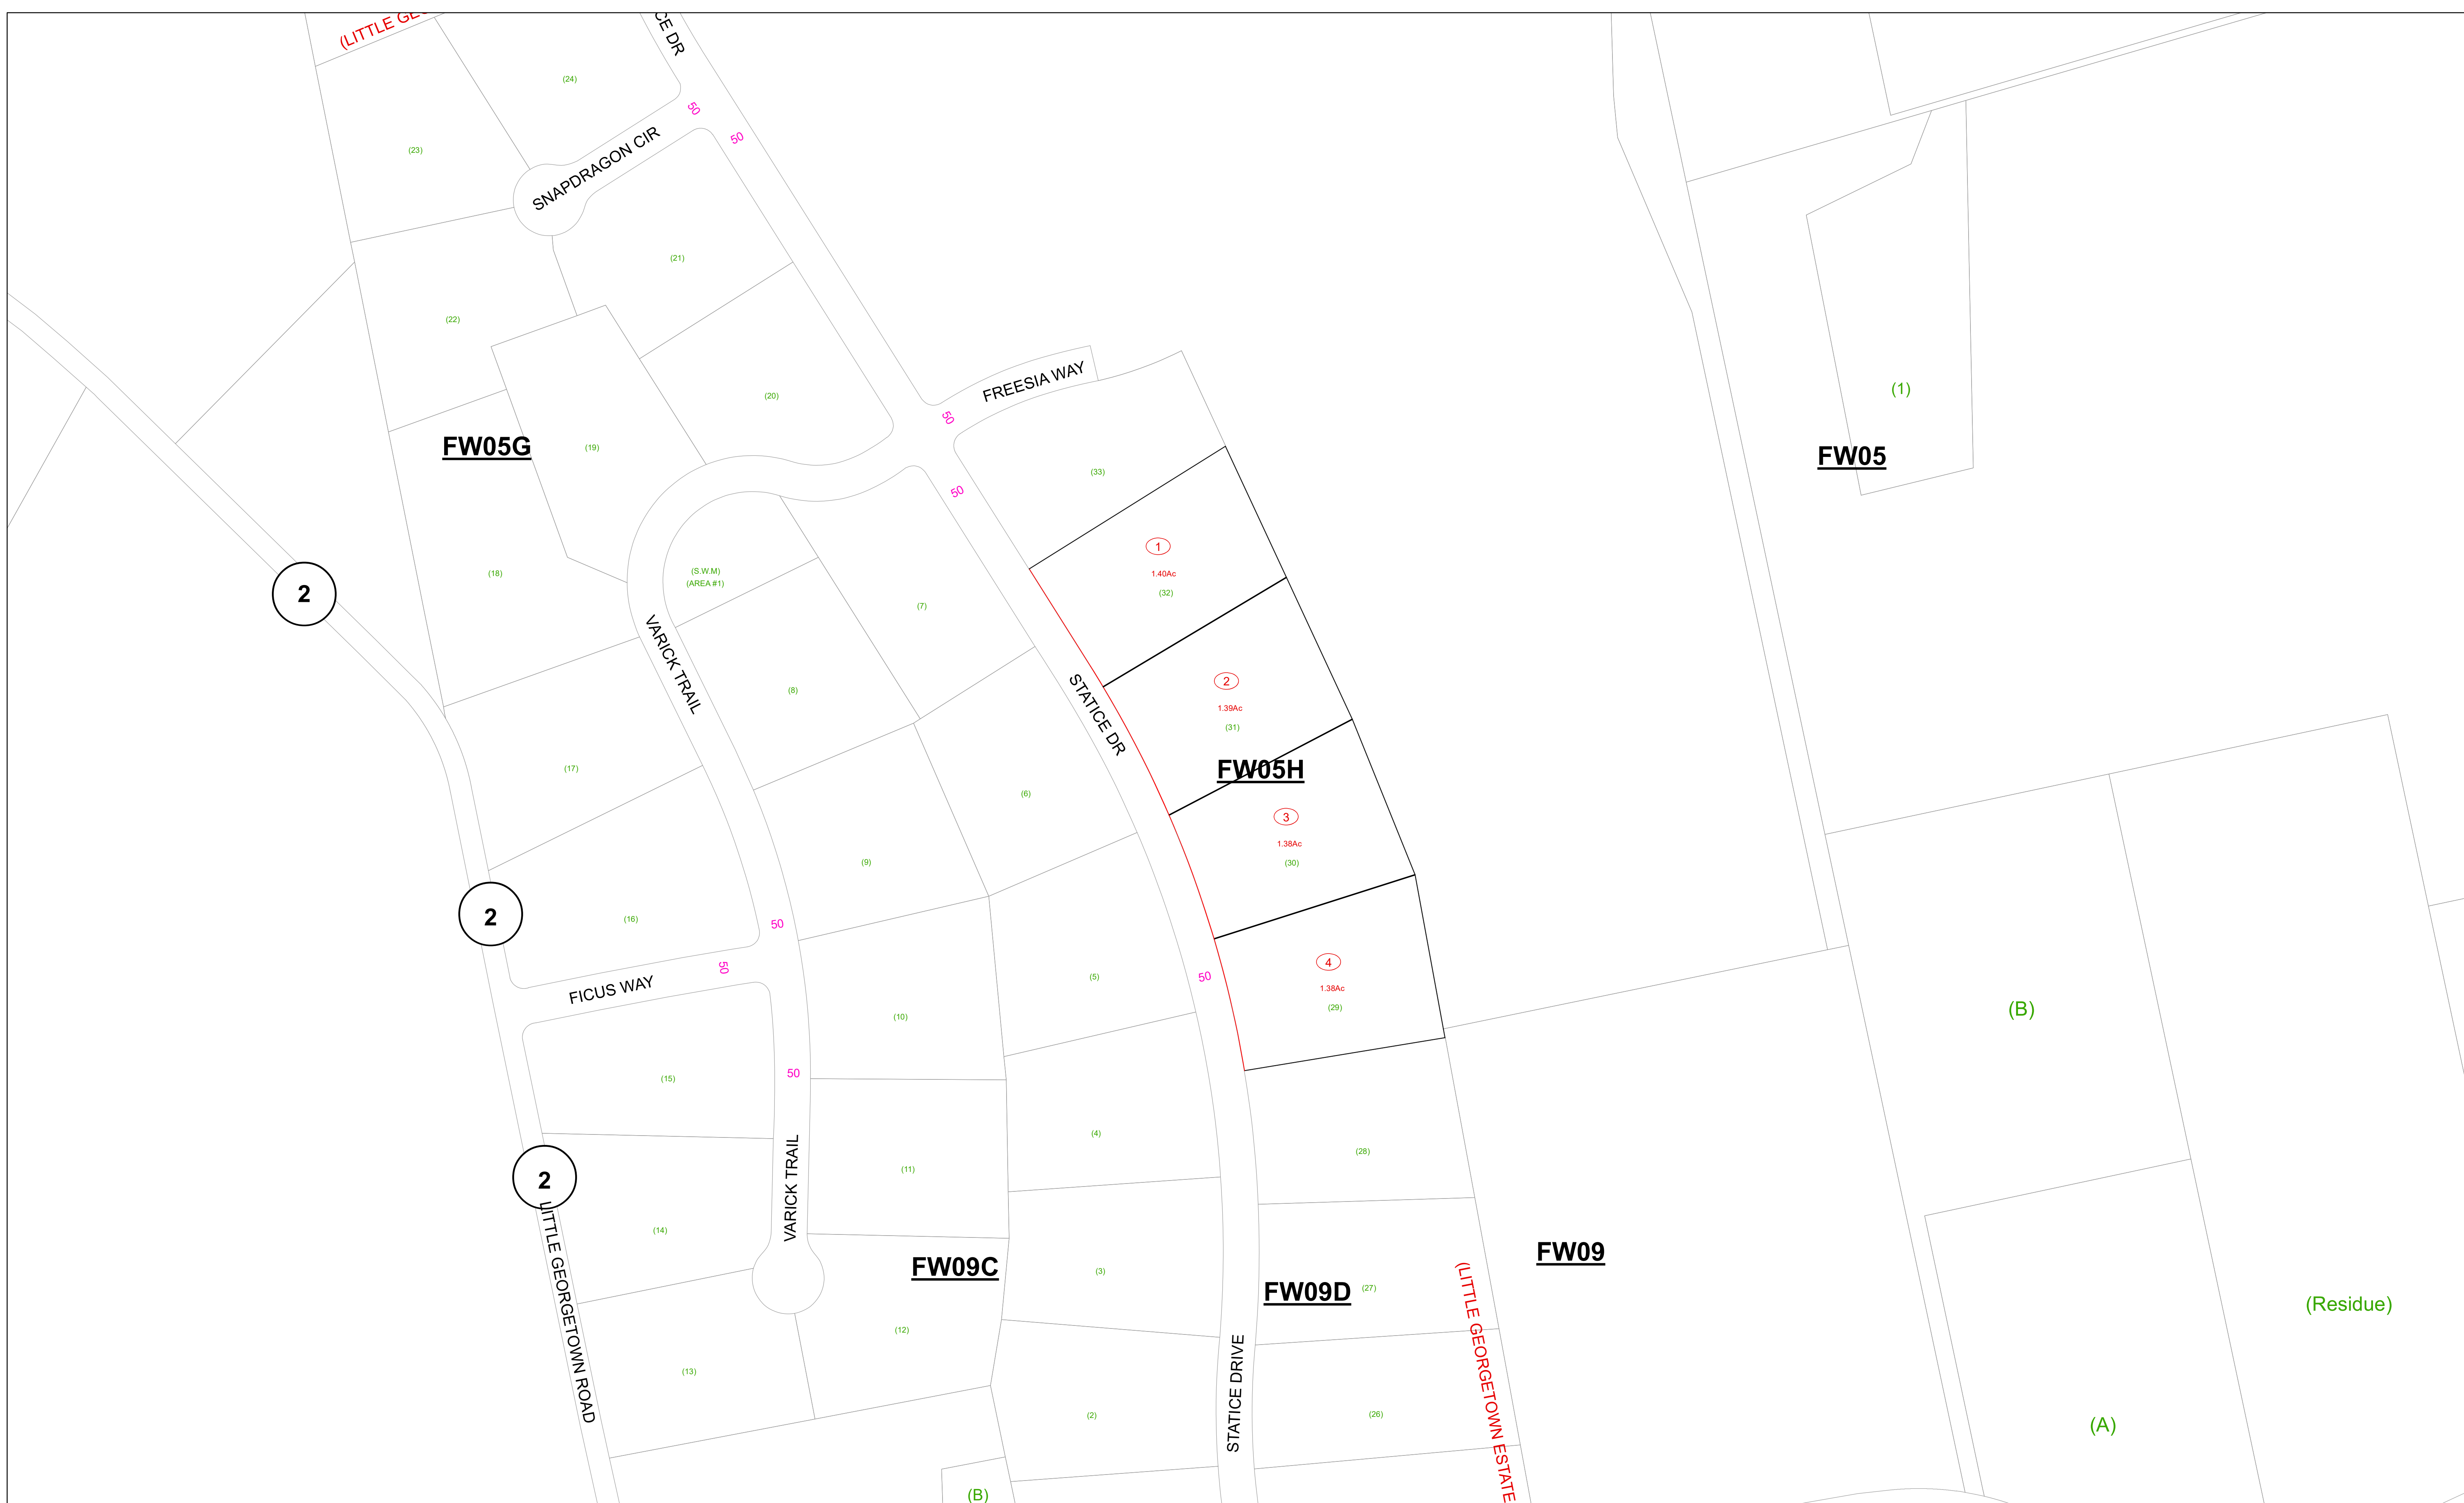 (LITTLE GE
CE DR
(24)
50
50
(23)
SNAPDRAGON CIR
(21)
(22)
(20)
FREESIA WAY
50
(1)
FW05G
(19)
FW05
(33)
50
1
1.40Ac
(32)
(18)
(S.W.M)
(AREA #1)
2
(7)
VARICK TRAIL
(8)
STATICE DR
2
1.39Ac
(31)
FW05H
(17)
(6)
3
1.38Ac
(30)
(9)
2
(16)
50
50
FICUS WAY
(5)
50
4
1.38Ac
(29)
(B)
(10)
50
(15)
(4)
(28)
2
(11)
VARICK TRAIL
(14)
LITTLE GEORGETOWN ROAD
FW09C
(3)
FW09D
(27)
FW09
(LITTLE GEORGETOWN ESTATE
(Residue)
(12)
(13)
STATICE DRIVE
(2)
(26)
(A)
(B)